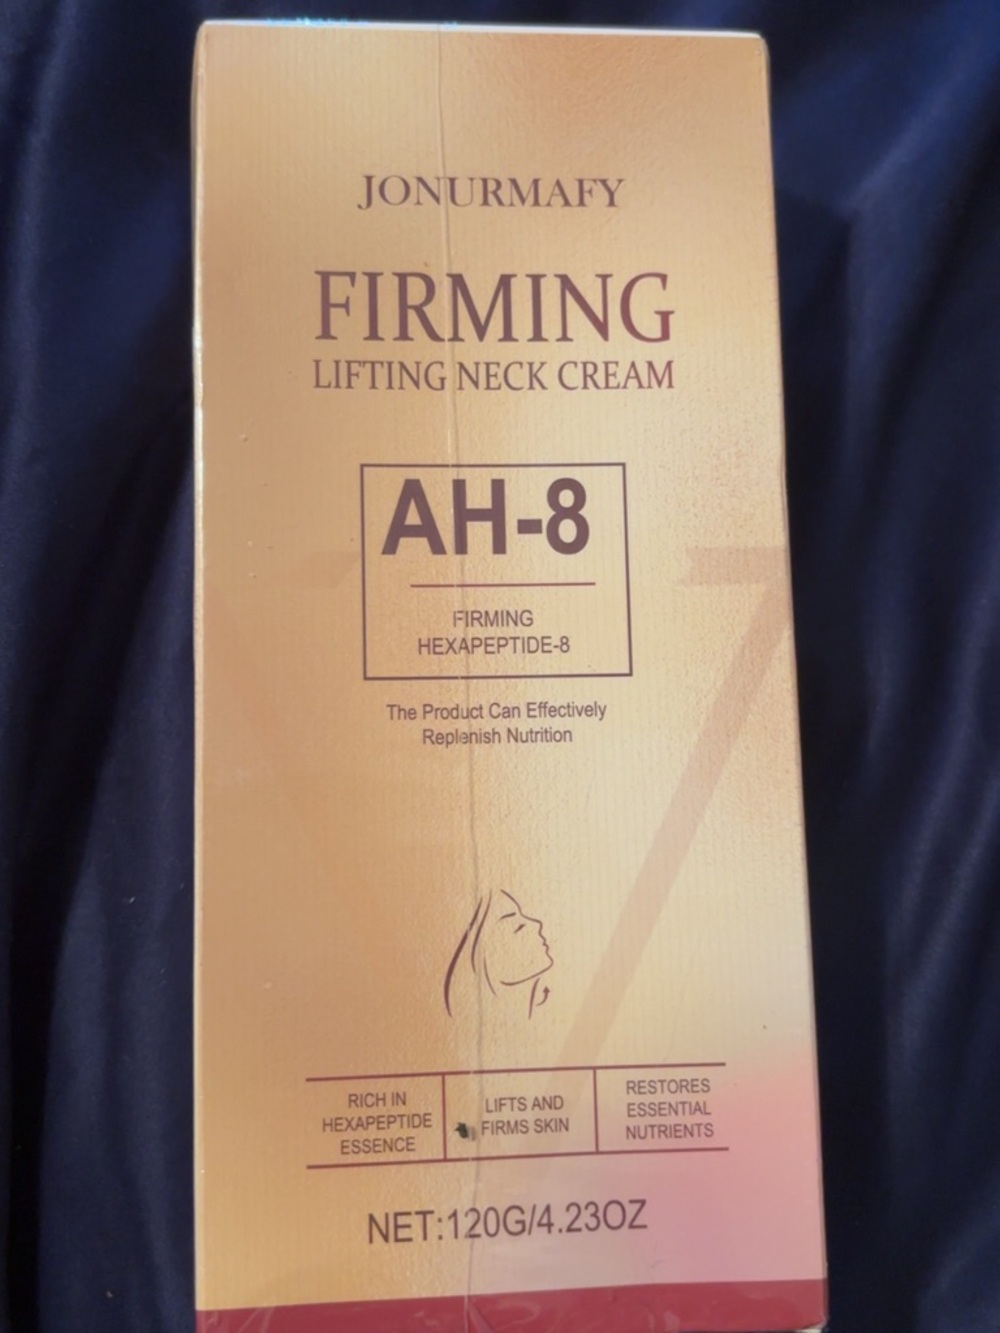 JONURMAFY
FIRMING
LIFTING NECK CREAM
AH-8
FIRMING
HEXAPEPTIDE-8
The Product Can Effectively
Replenish Nutrition
RICH IN
HEXAPEPTIDE
ESSENCE
LIFTS AND
FIRMS SKIN
RESTORES
ESSENTIAL
NUTRIENTS
NET:120G/4.23OZ